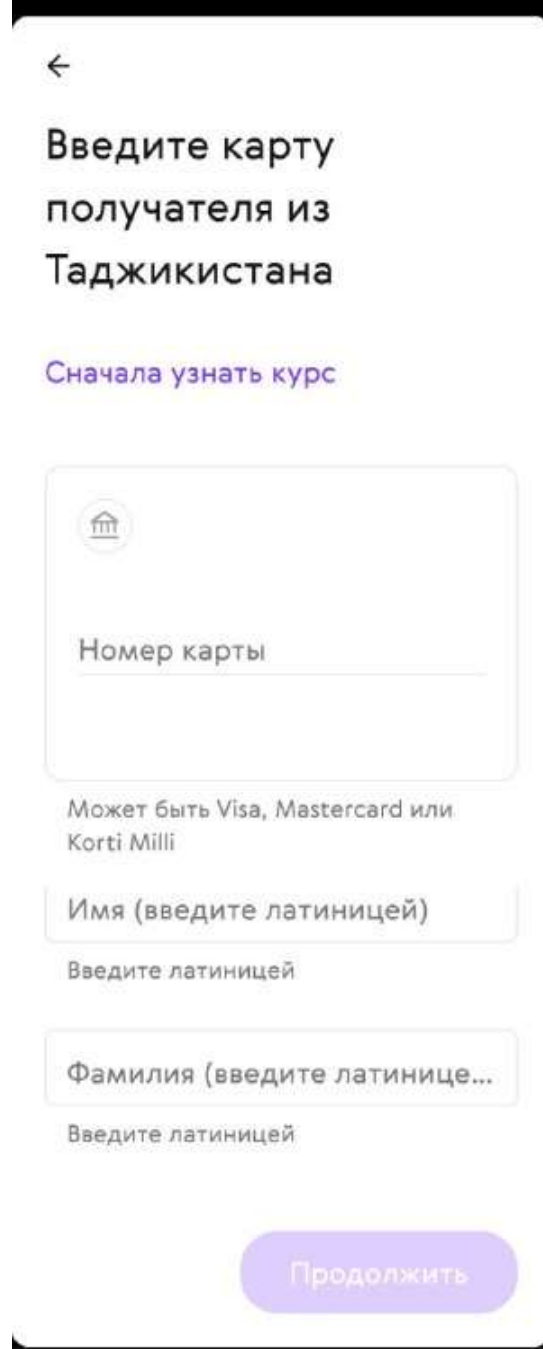 Введите карту
получателя из
Таджикистана
Сначала узнать курс
Номер карты
Может быть Visa, Mastercard или
Korti Milli
Имя (введите латиницей)
Введите латиницей
Фамилия (введите латинице...
Введите латиницей
Продолжить